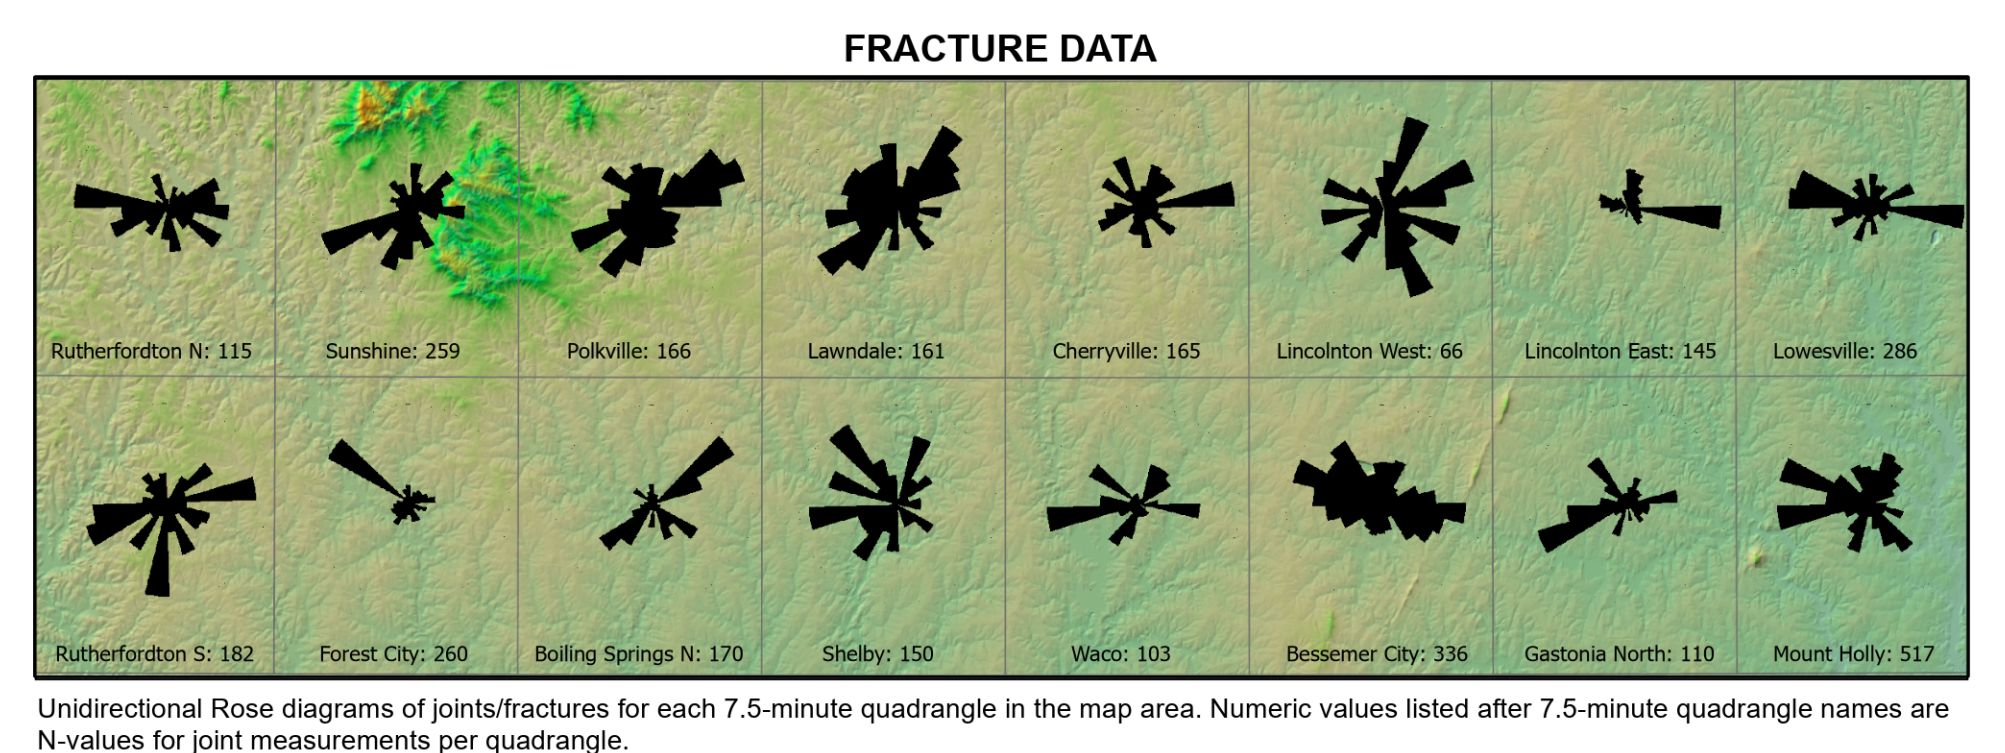 FRACTURE DATA
Rutherfordton N: 115
Sunshine: 259
Polkville: 166
Lawndale: 161
Cherryville: 165
Lincolnton West: 66
Lincolnton East: 145
Lowesville: 286
Rutherfordton S: 182
Forest City: 260
Boiling Springs N: 170
Shelby: 150
Waco: 103
Bessemer City: 336
Gastonia North: 110
Mount Holly: 517
Unidirectional Rose diagrams of joints/fractures for each 7.5-minute quadrangle in the map area. Numeric values listed after 7.5-minute quadrangle names are
N-values for joint measurements per quadrangle.